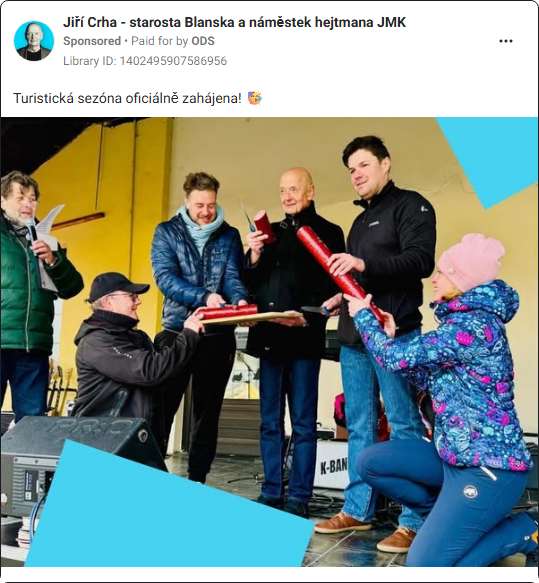 Jiří Crha - starosta Blanska a náměstek hejtmana JMK
Sponsored • Paid for by ODS
Library ID: 1402495907586956
Turistická sezóna oficiálně zahájena! 🥳
K-BAN